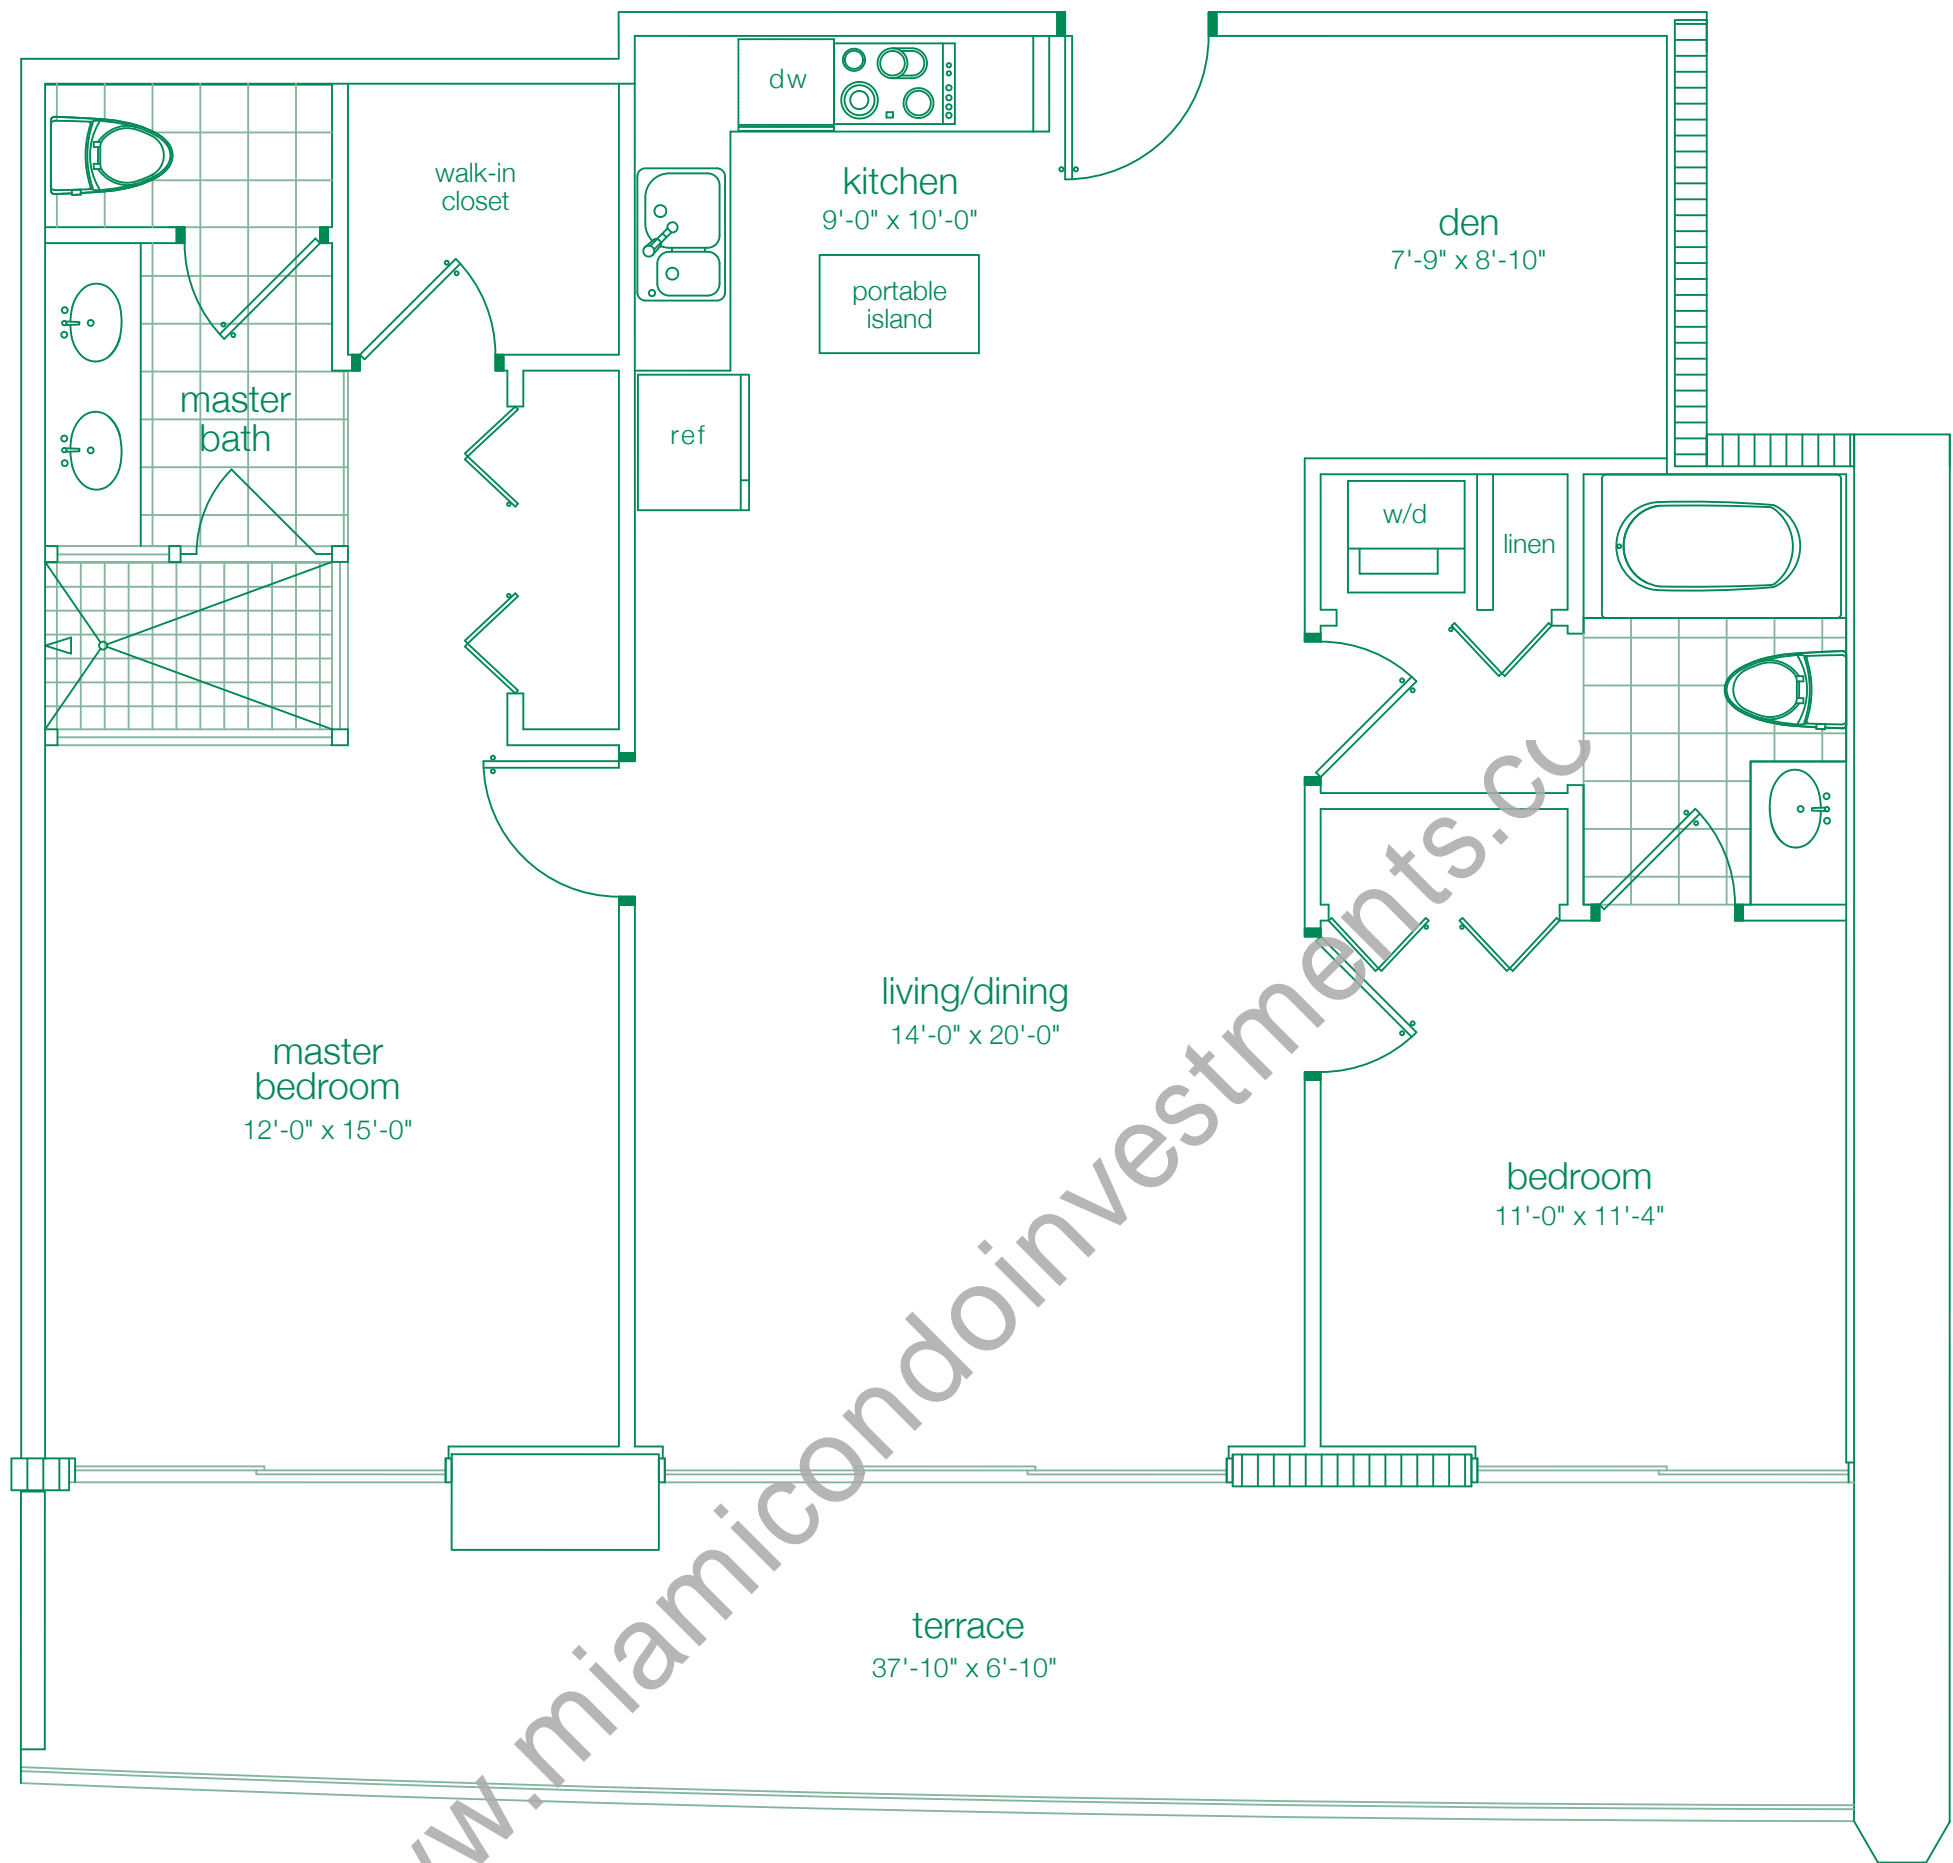 dw
walk-in
closet
kitchen
9'-0" x 10'-0"
den
7'-9" x 8'-10"
portable
island
master
bath
ref
w/d
linen
living/dining
14'-0" x 20'-0"
master
bedroom
12'-0" x 15'-0"
bedroom
11'-0" x 11'-4"
terrace
37'-10" x 6'-10"
w.miamicondoinvestments.cc